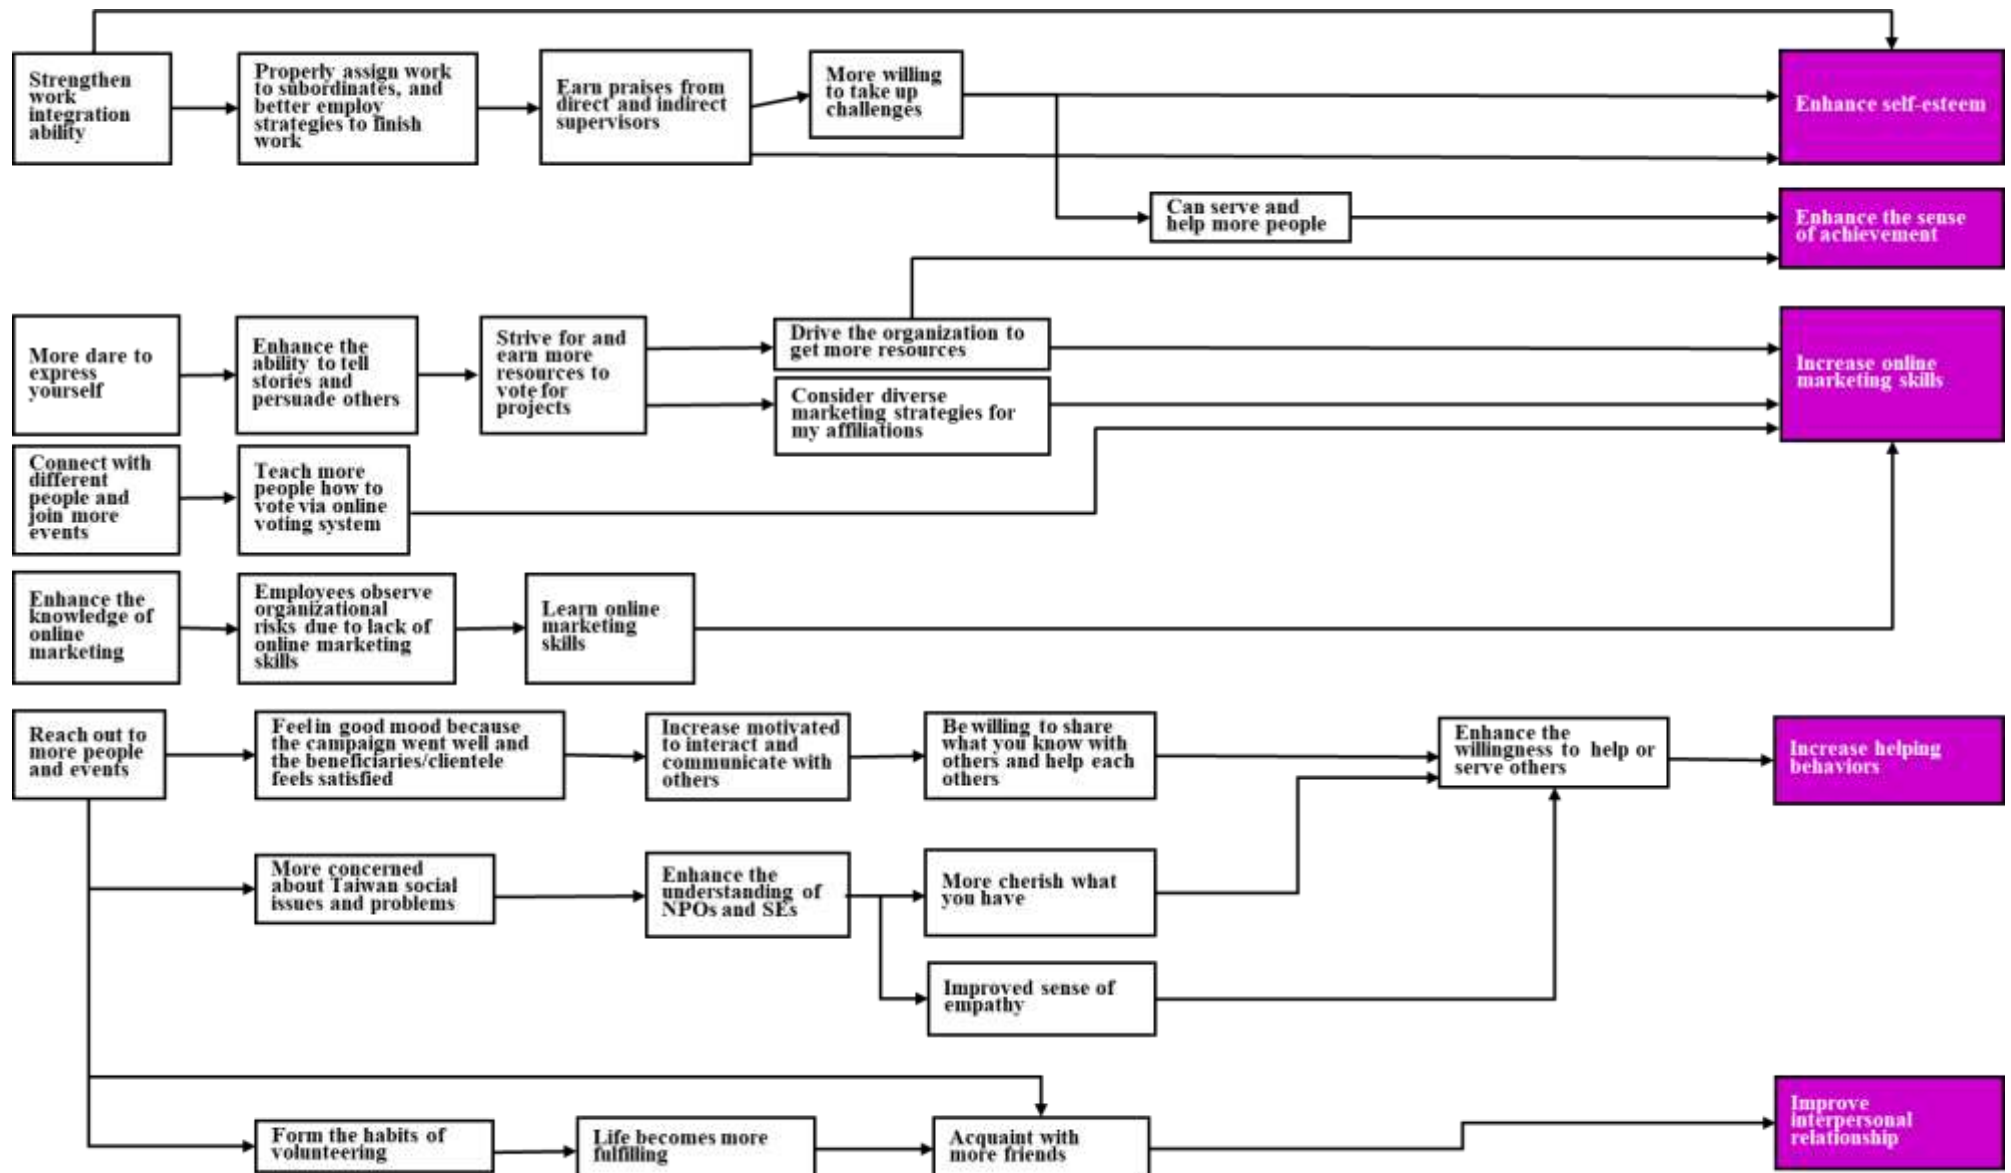 Strengthen
work
integration
ability
Properly assign work
to subordinates, and
better employ
strategies to finish
work
Earn praises from
direct and indirect
supervisors
More willing
to take up
challenges
Enhance self-esteem
Can serve and
help more people
Enhance the sense
of achievement
More dare to
express
yourself
Enhance the
ability to tell
stories and
persuade others
Strive for and
earn more
resources to
vote for
projects
Drive the organization to
get more resources
Consider diverse
marketing strategies for
my affiliations
Increase online
marketing skills
Connect with
different
people and
join more
events
Teach more
people how to
vote via online
voting system
Enhance the
knowledge of
online
marketing
Employees observe
organizational
risks due to lack of
online marketing
skills
Learn online
marketing
skills
Reach out to
more people
and events
Feel in good mood because
the campaign went well and
the beneficiaries/clientele
feels satisfied
Increase motivated
to interact and
communicate with
others
Be willing to share
what you know with
others and help each
others
Enhance the
willingness to help or
serve others
Increase helping
behaviors
More concerned
about Taiwan social
issues and problems
Enhance the
understanding of
NPOs and SEs
More cherish what
you have
Improved sense of
empathy
Form the habits of
volunteering
Life becomes more
fulfilling
Acquaint with
more friends
Improve
interpersonal
relationship